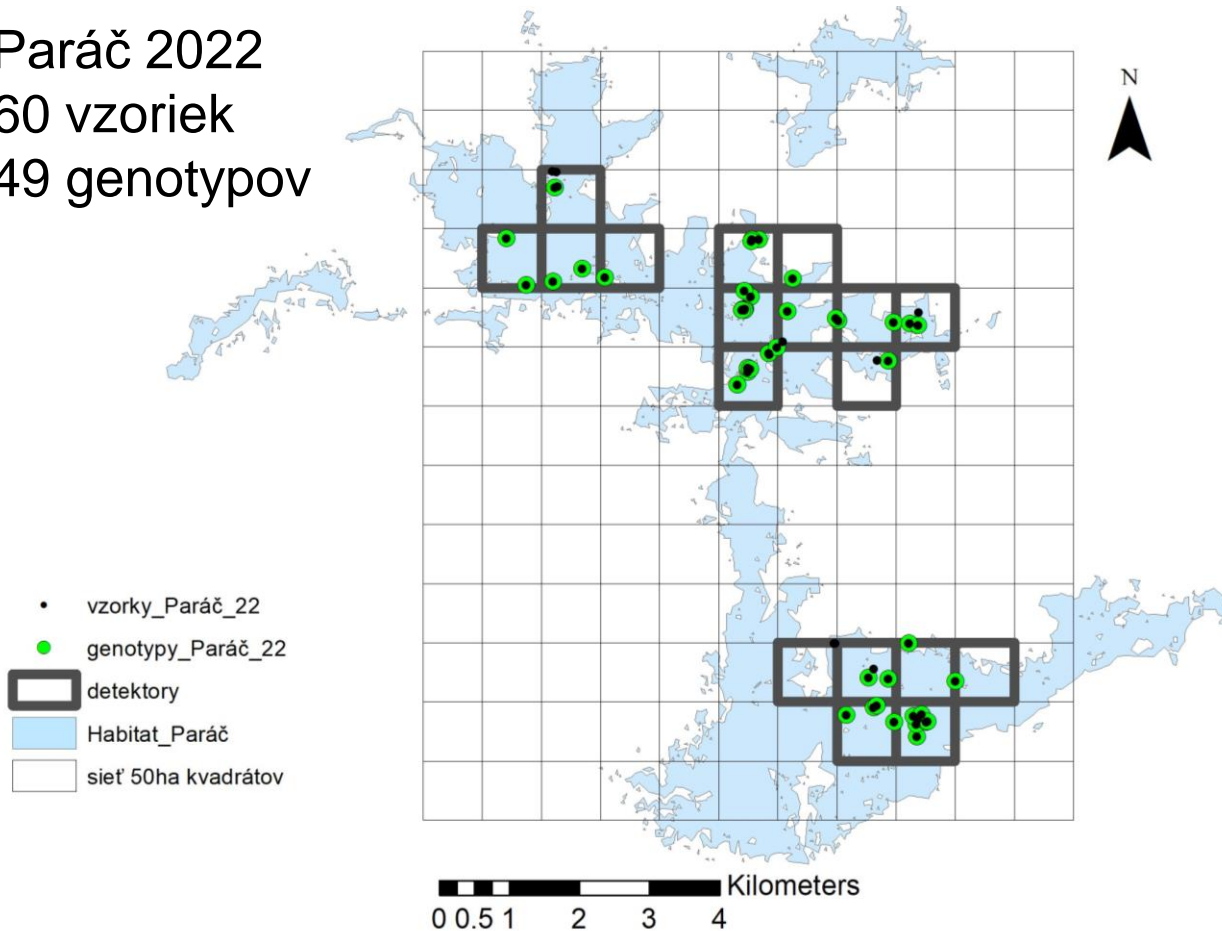 Paráč 2022
60 vzoriek
49 genotypov
N
vzorky_Paráč_22
genotypy_Paráč_22
detektory
Habitat_Paráč
sieť 50ha kvadrátov
Kilometers
0 0.5 1 2 3 4